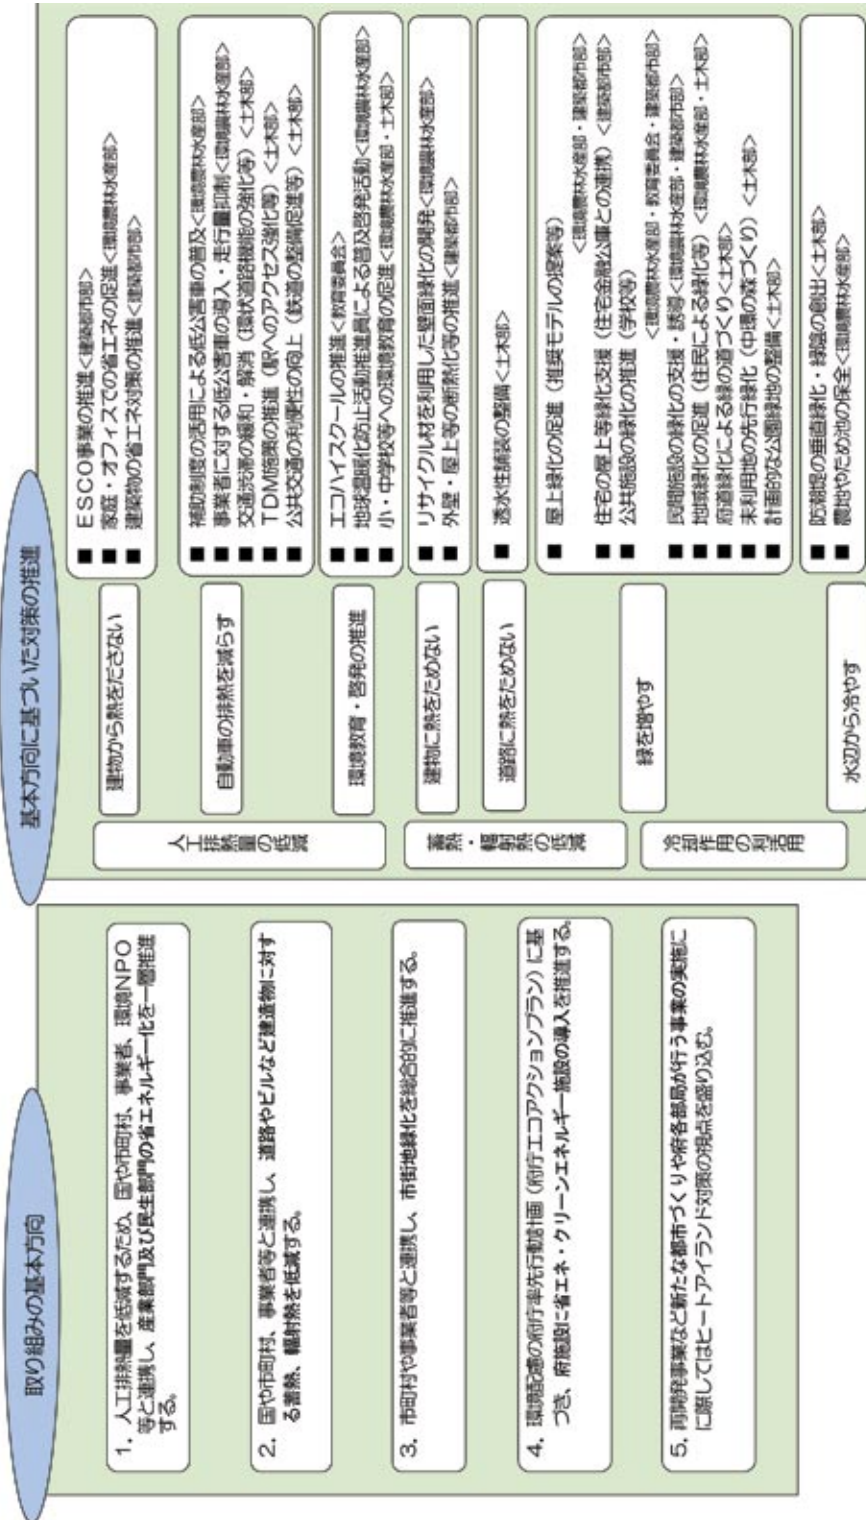 取り組みの基本方向
1. 人工排熱量を低減するため、国や市町村、事業者、環境NPO
等と連携し、産業部門及び民生部門の省エネルギー化を一層推進
する。
2. 国や市町村、事業者等と連携し、道路やビルなど建造物に対す
る蓄熱、輻射熱を低減する。
3. 市町村や事業者等と連携し、市街地緑化を総合的に推進する。
4. 環境配慮の府庁率先行動計画（府庁エコアクションプラン）に基
づき、府施設に省エネ・クリーンエネルギー施設の導入を推進する。
5. 再開発事業など新たな都市づくりや府各部局が行う事業の実施に
に際してはヒートアイランド対策の視点を盛り込む。
基本方向に基づいた対策の推進
人工排熱量の低減
建物から熱をださない
■ ESCO事業の推進<建築都市部>
■ 家庭・オフィスでの省エネの促進<環境農林水産部>
■ 建築物の省エネ対策の推進<建築都市部>
自動車の排熱を減らす
■ 補助制度の活用による低公害車の普及<環境農林水産部>
■ 事業者に対する低公害車の導入・走行量抑制<環境農林水産部>
■ 交通渋滞の緩和・解消（環状道路機能の強化等）<土木部>
■ TDM施策の推進（駅へのアクセス強化等）<土木部>
■ 公共交通の利便性の向上（鉄道の整備促進等）<土木部>
環境教育・啓発の推進
■ エコハイスクールの推進<教育委員会>
■ 地球温暖化防止活動推進員による普及啓発活動<環境農林水産部>
■ 小・中学校等への環境教育の促進<環境農林水産部・土木部>
蓄熱・輻射熱の低減
建物に熱をためない
■ リサイクル材を利用した壁面緑化の開発<環境農林水産部>
■ 外壁・屋上等の断熱化等の推進<建築都市部>
道路に熱をためない
■ 透水性舗装の整備<土木部>
冷却作用の利活用
緑を増やす
■ 屋上緑化の促進（推奨モデルの提案等）
<環境農林水産部・建築都市部>
■ 住宅の屋上等緑化支援（住宅金融公庫との連携）<建築都市部>
■ 公共施設の緑化の推進（学校等）
<環境農林水産部・教育委員会・建築都市部>
■ 民間施設の緑化の支援・誘導<環境農林水産部・建築都市部>
■ 地域緑化の促進（住民による緑化等）<環境農林水産部・土木部>
■ 府道緑化による緑の道づくり<土木部>
■ 未利用地の先行緑化（中環の森づくり）<土木部>
■ 計画的な公園緑地の整備<土木部>
水辺から冷やす
■ 防潮堤の垂直緑化・緑陰の創出<土木部>
■ 農地やため池の保全<環境農林水産部>